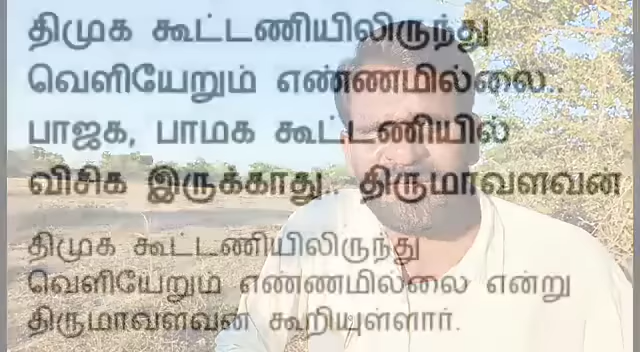 திமுக கூட்டணியிலிருந்து
வெளியேறும் எண்ணமில்லை..
பாஜக, பாமக கூட்டணியில்
விசிக இருக்காது.. திருமாவளவன்
திமுக கூட்டணியிலிருந்து
வெளியேறும் எண்ணமில்லை என்று
திருமாவளவன் கூறியுள்ளார்.